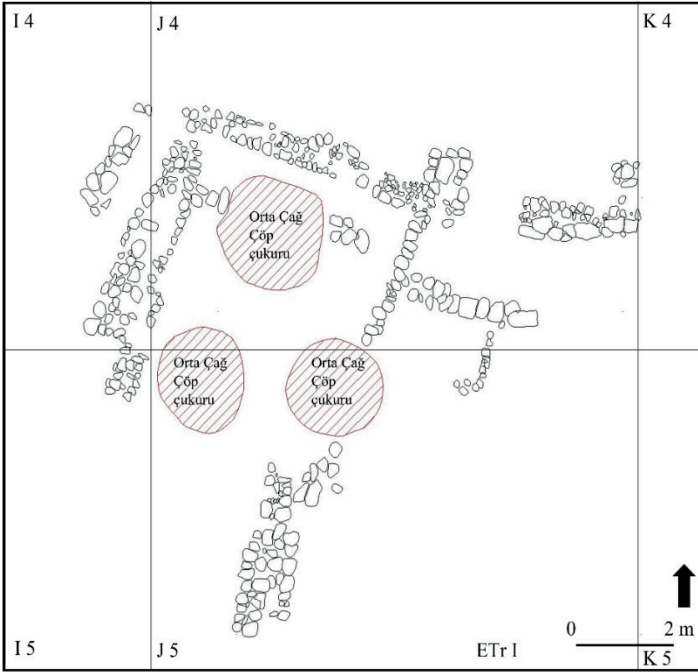 I 4
J 4
K 4
Orta Çağ
Çöp
çukuru
Orta Çağ
Çöp
çukuru
Orta Çağ
Çöp
çukuru
0
2 m
I 5
J 5
ETr I
K 5